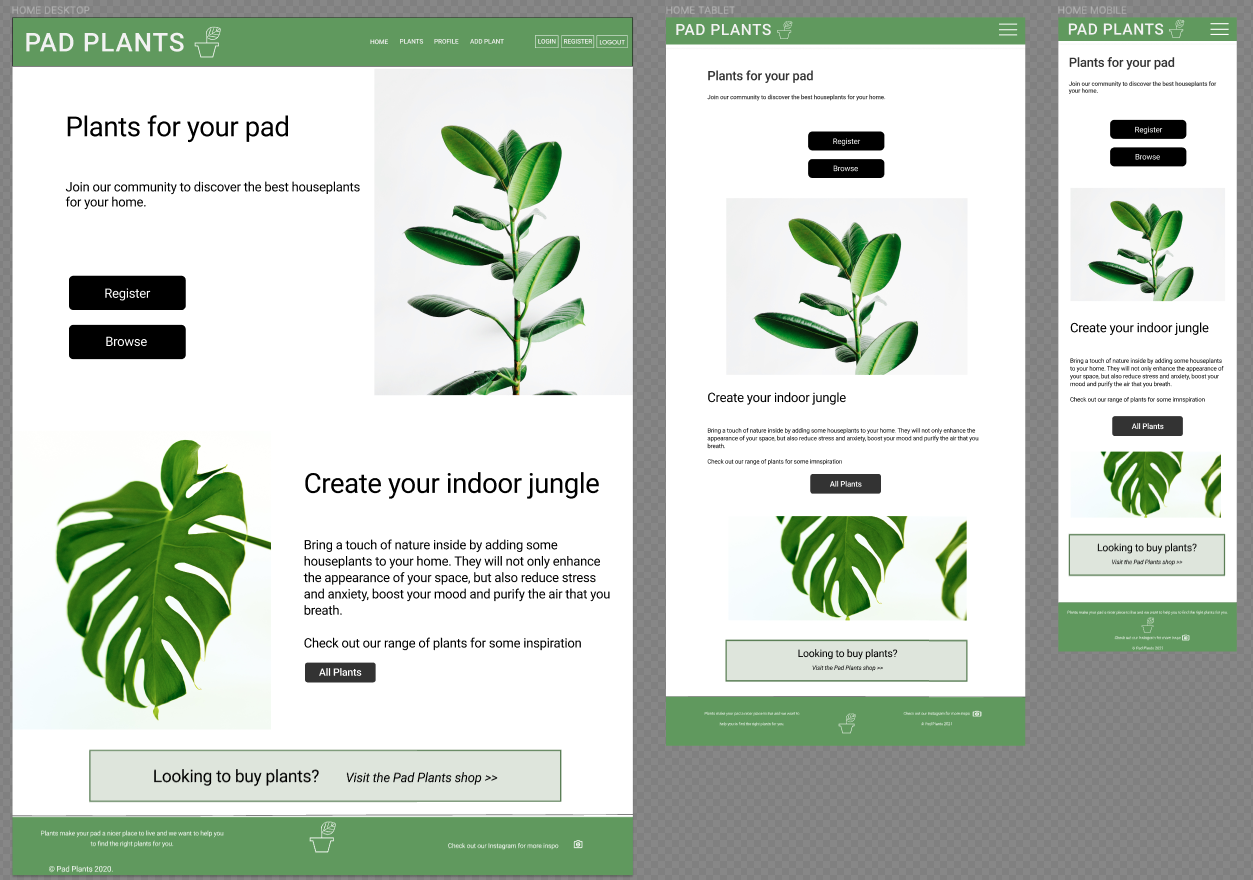 HOME DESKTOP
PAD PLANTS
HOME PLANTS PROFILE ADD PLANT
LOGIN REGISTER LOGOUT
Plants for your pad
Join our community to discover the best houseplants
for your home.
Register
Browse
Create your indoor jungle
Bring a touch of nature inside by adding some
houseplants to your home. They will not only enhance
the appearance of your space, but also reduce stress
and anxiety, boost your mood and purify the air that you
breath.
Check out our range of plants for some inspiration
All Plants
Looking to buy plants? Visit the Pad Plants shop >>
Plants make your pad a nicer place to live and we want to help you
to find the right plants for you.
Check out our Instagram for more inspo
© Pad Plants 2020.
HOME TABLET
PAD PLANTS
Plants for your pad
Join our community to discover the best houseplants for your home.
Register
Browse
Create your indoor jungle
Bring a touch of nature inside by adding some houseplants to your home. They will not only enhance the
appearance of your space, but also reduce stress and anxiety, boost your mood and purify the air that you
breath.
Check out our range of plants for some imnspiration
All Plants
Looking to buy plants?
Visit the Pad Plants shop >>
Plants make your pad a nicer place to live and we want to
help you to find the right plants for you.
Check out our Instagram for more inspo
© Pad Plants 2021
HOME MOBILE
PAD PLANTS
Plants for your pad
Join our community to discover the best houseplants for
your home.
Register
Browse
Create your indoor jungle
Bring a touch of nature inside by adding some houseplants
to your home. They will not only enhance the appearance of
your space, but also reduce stress and anxiety, boost your
mood and purify the air that you breath.
Check out our range of plants for some imnspiration
All Plants
Looking to buy plants?
Visit the Pad Plants shop >>
Plants make your pad a nicer place to live and we want to help you to find the right plants for you.
Check out our Instagram for more inspo
© Pad Plants 2021